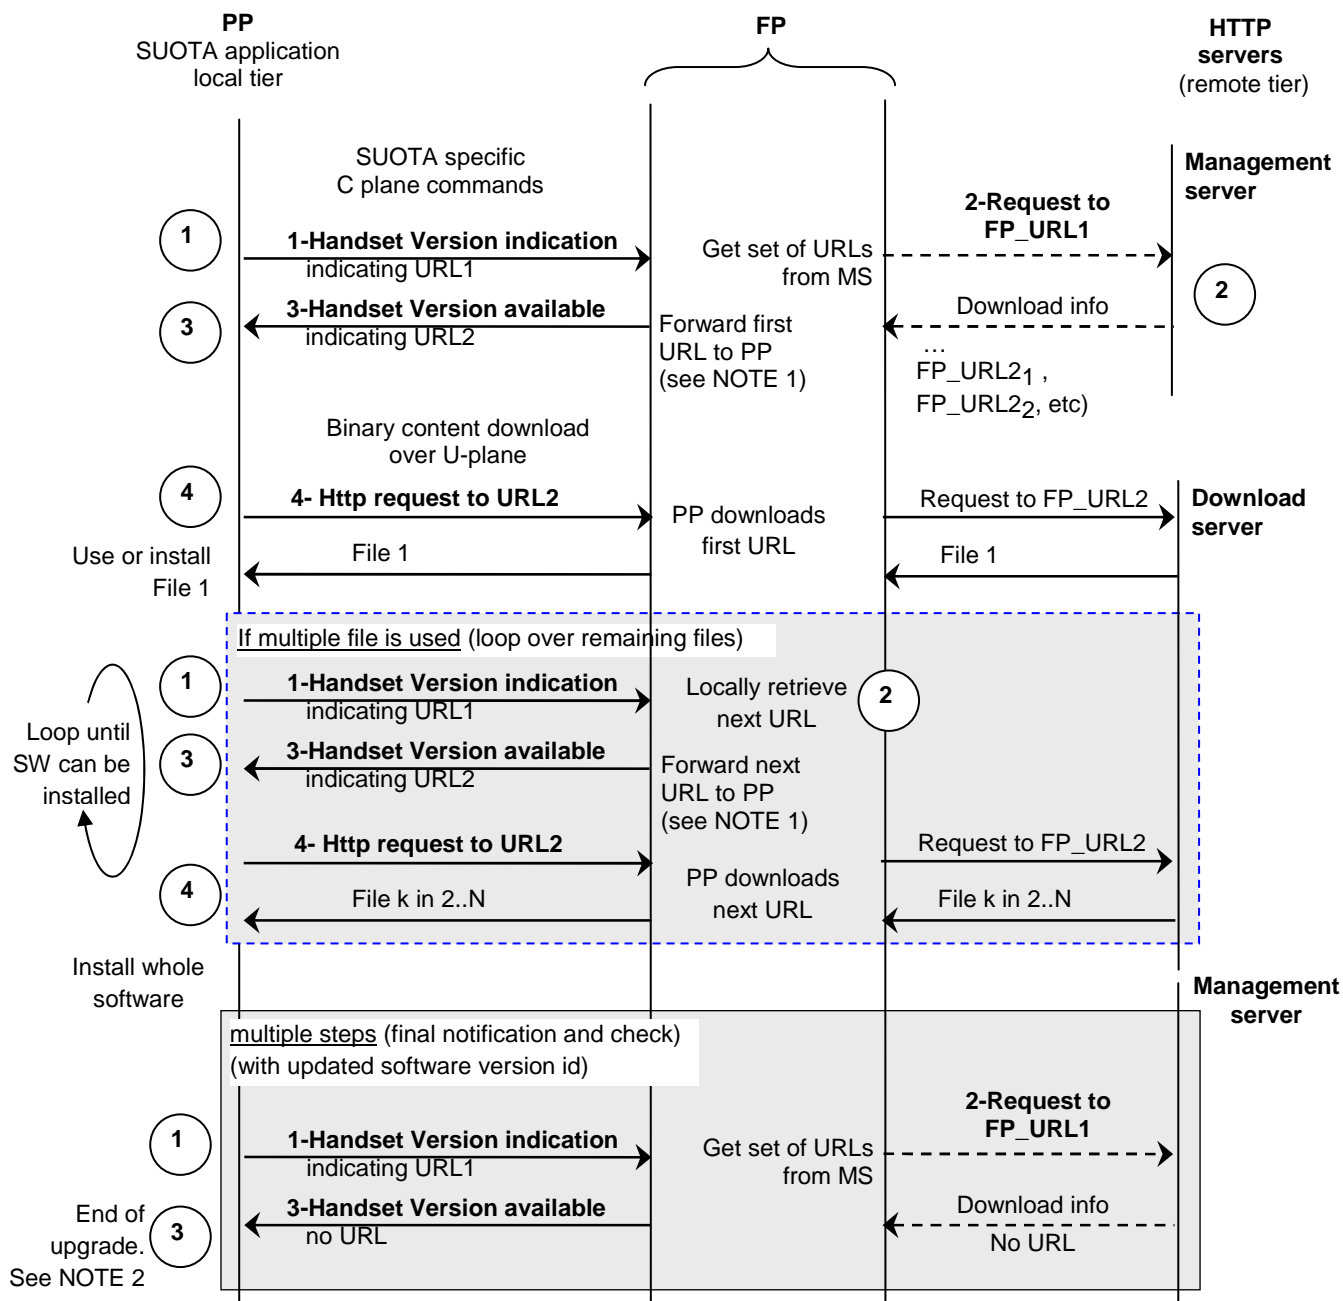 PP
SUOTA application
local tier
FP
HTTP
servers
(remote tier)
SUOTA specific
C plane commands
Management
server
1
1-Handset Version indication
indicating URL1
Get set of URLs
from MS
2-Request to
FP_URL1
2
3
3-Handset Version available
indicating URL2
Forward first
URL to PP
(see NOTE 1)
Download info
…
FP_URL21 ,
FP_URL22, etc)
Binary content download
over U-plane
4
4- Http request to URL2
PP downloads
first URL
Request to FP_URL2
Download
server
Use or install
File 1
File 1
File 1
If multiple file is used (loop over remaining files)
Loop until
SW can be
installed
1
1-Handset Version indication
indicating URL1
Locally retrieve
next URL
2
3
3-Handset Version available
indicating URL2
Forward next
URL to PP
(see NOTE 1)
4- Http request to URL2
Request to FP_URL2
4
PP downloads
next URL
File k in 2..N
File k in 2..N
Install whole
software
Management
server
multiple steps (final notification and check)
(with updated software version id)
1
1-Handset Version indication
indicating URL1
Get set of URLs
from MS
2-Request to
FP_URL1
End of
upgrade.
See NOTE 2
3
3-Handset Version available
no URL
Download info
No URL